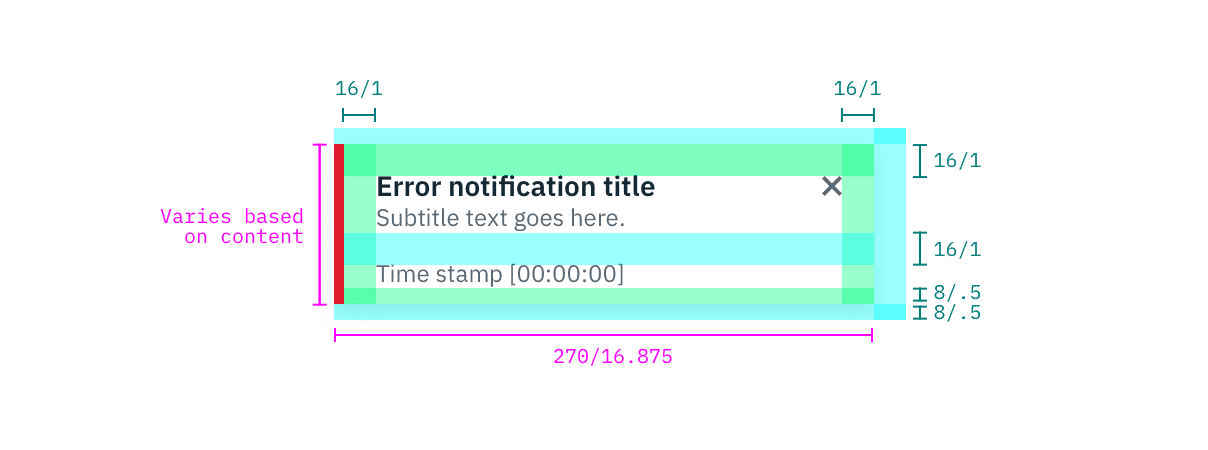 16/1
16/1
16/1
Error notification title
Subtitle text goes here.
Varies based
on content
16/1
Time stamp [00:00:00]
8/.5
8/.5
270/16.875